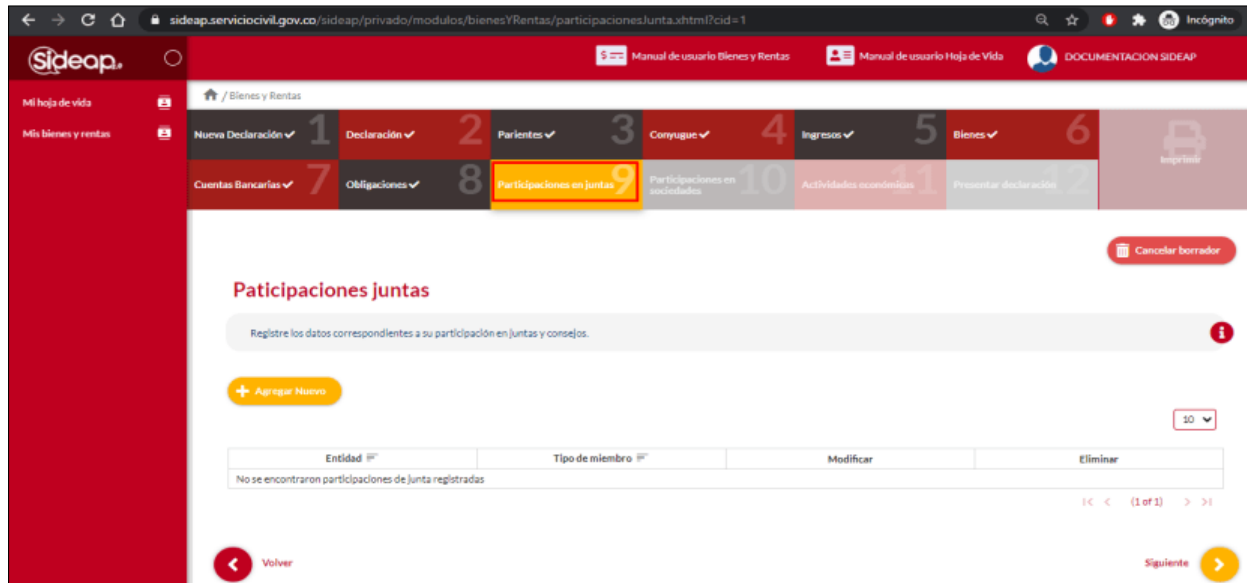 sideap.serviciocivil.gov.co/sideap/privado/modulos/bienesYRentas/participacionesJunta.xhtml?cid=1
Incógnito
Sideap.
Manual de usuario Bienes y Rentas
Manual de usuario Hoja de Vida
DOCUMENTACION SIDEAP
Mi hoja de vida
Mis bienes y rentas
/ Bienes y Rentas
Nueva Declaración 1
Declaración 2
Parientes 3
Conyugue 4
Ingresos 5
Bienes 6
Imprimir
Cuentas Bancarias 7
Obligaciones 8
Participaciones en juntas 9
Participaciones en sociedades 10
Actividades económicas 11
Presentar declaración 12
Cancelar borrador
Paticipaciones juntas
Registre los datos correspondientes a su participación en juntas y consejos.
Agregar Nuevo
10
Entidad Tipo de miembro Modificar Eliminar
No se encontraron participaciones de junta registradas
(1 of 1)
Volver
Siguiente